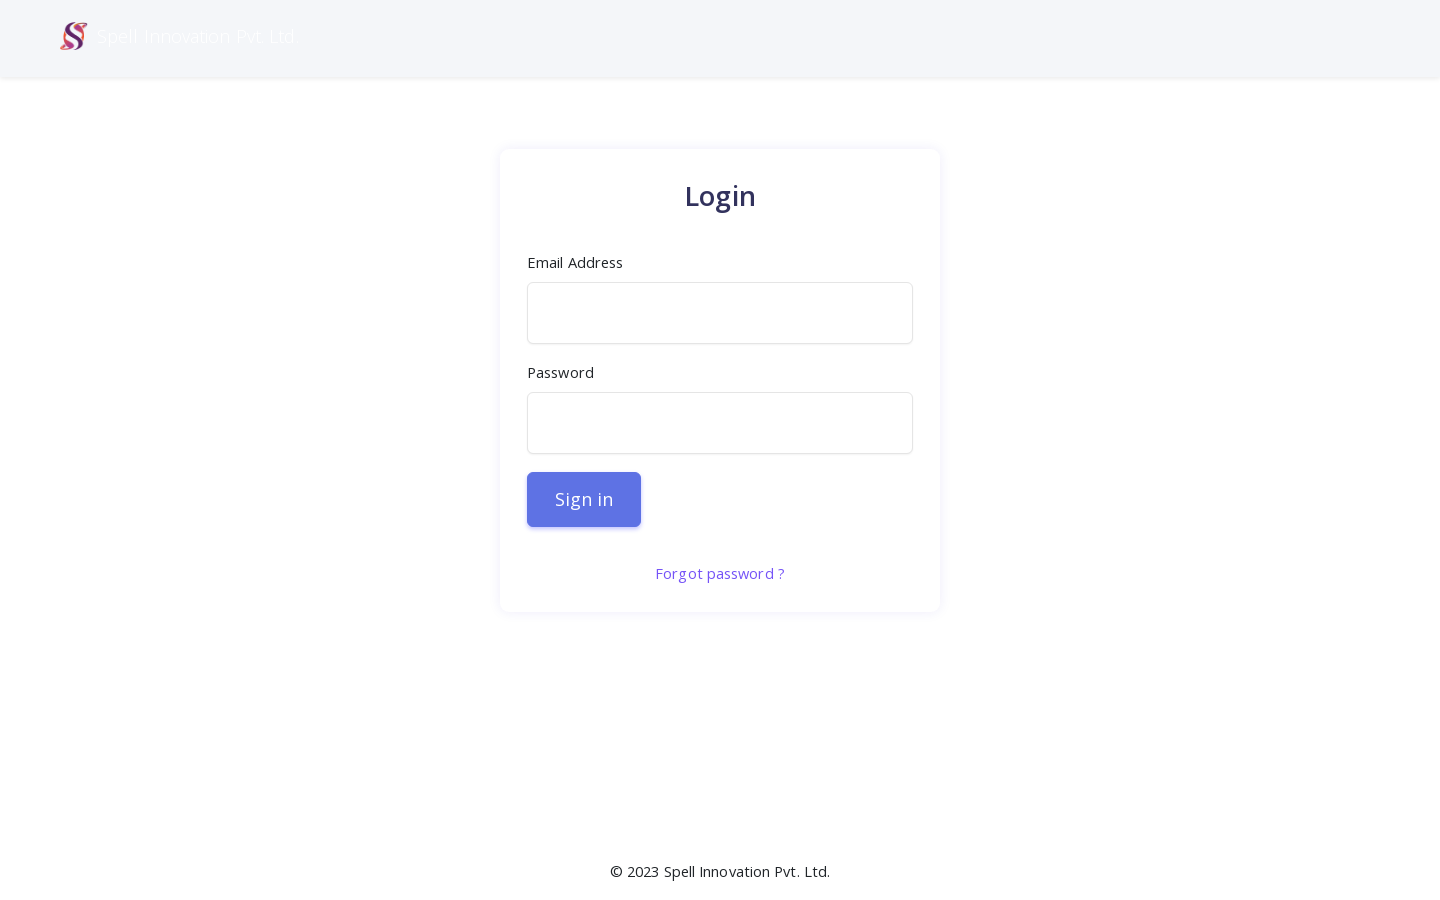 Spell Innovation Pvt. Ltd.
Login
Email Address
Password
Sign in
Forgot password ?
© 2023 Spell Innovation Pvt. Ltd.